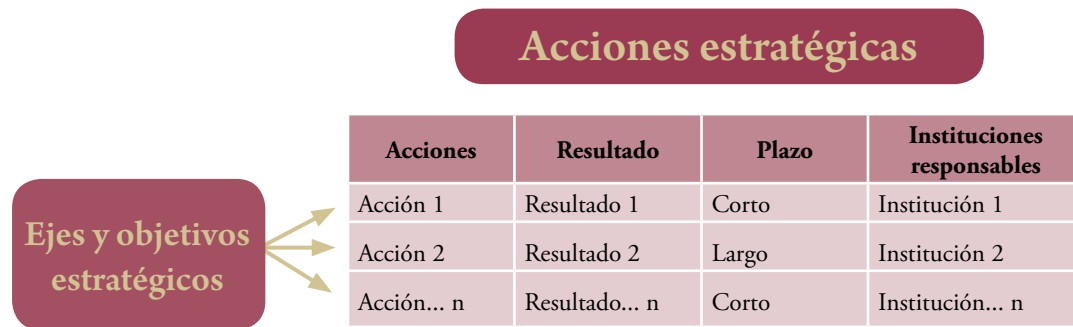 Acciones estratégicas
Acciones Resultado Plazo Instituciones
responsables
Ejes y objetivos
estratégicos
Acción 1 Resultado 1 Corto Institución 1
Acción 2 Resultado 2 Largo Institución 2
Acción... n Resultado... n Corto Institución... n